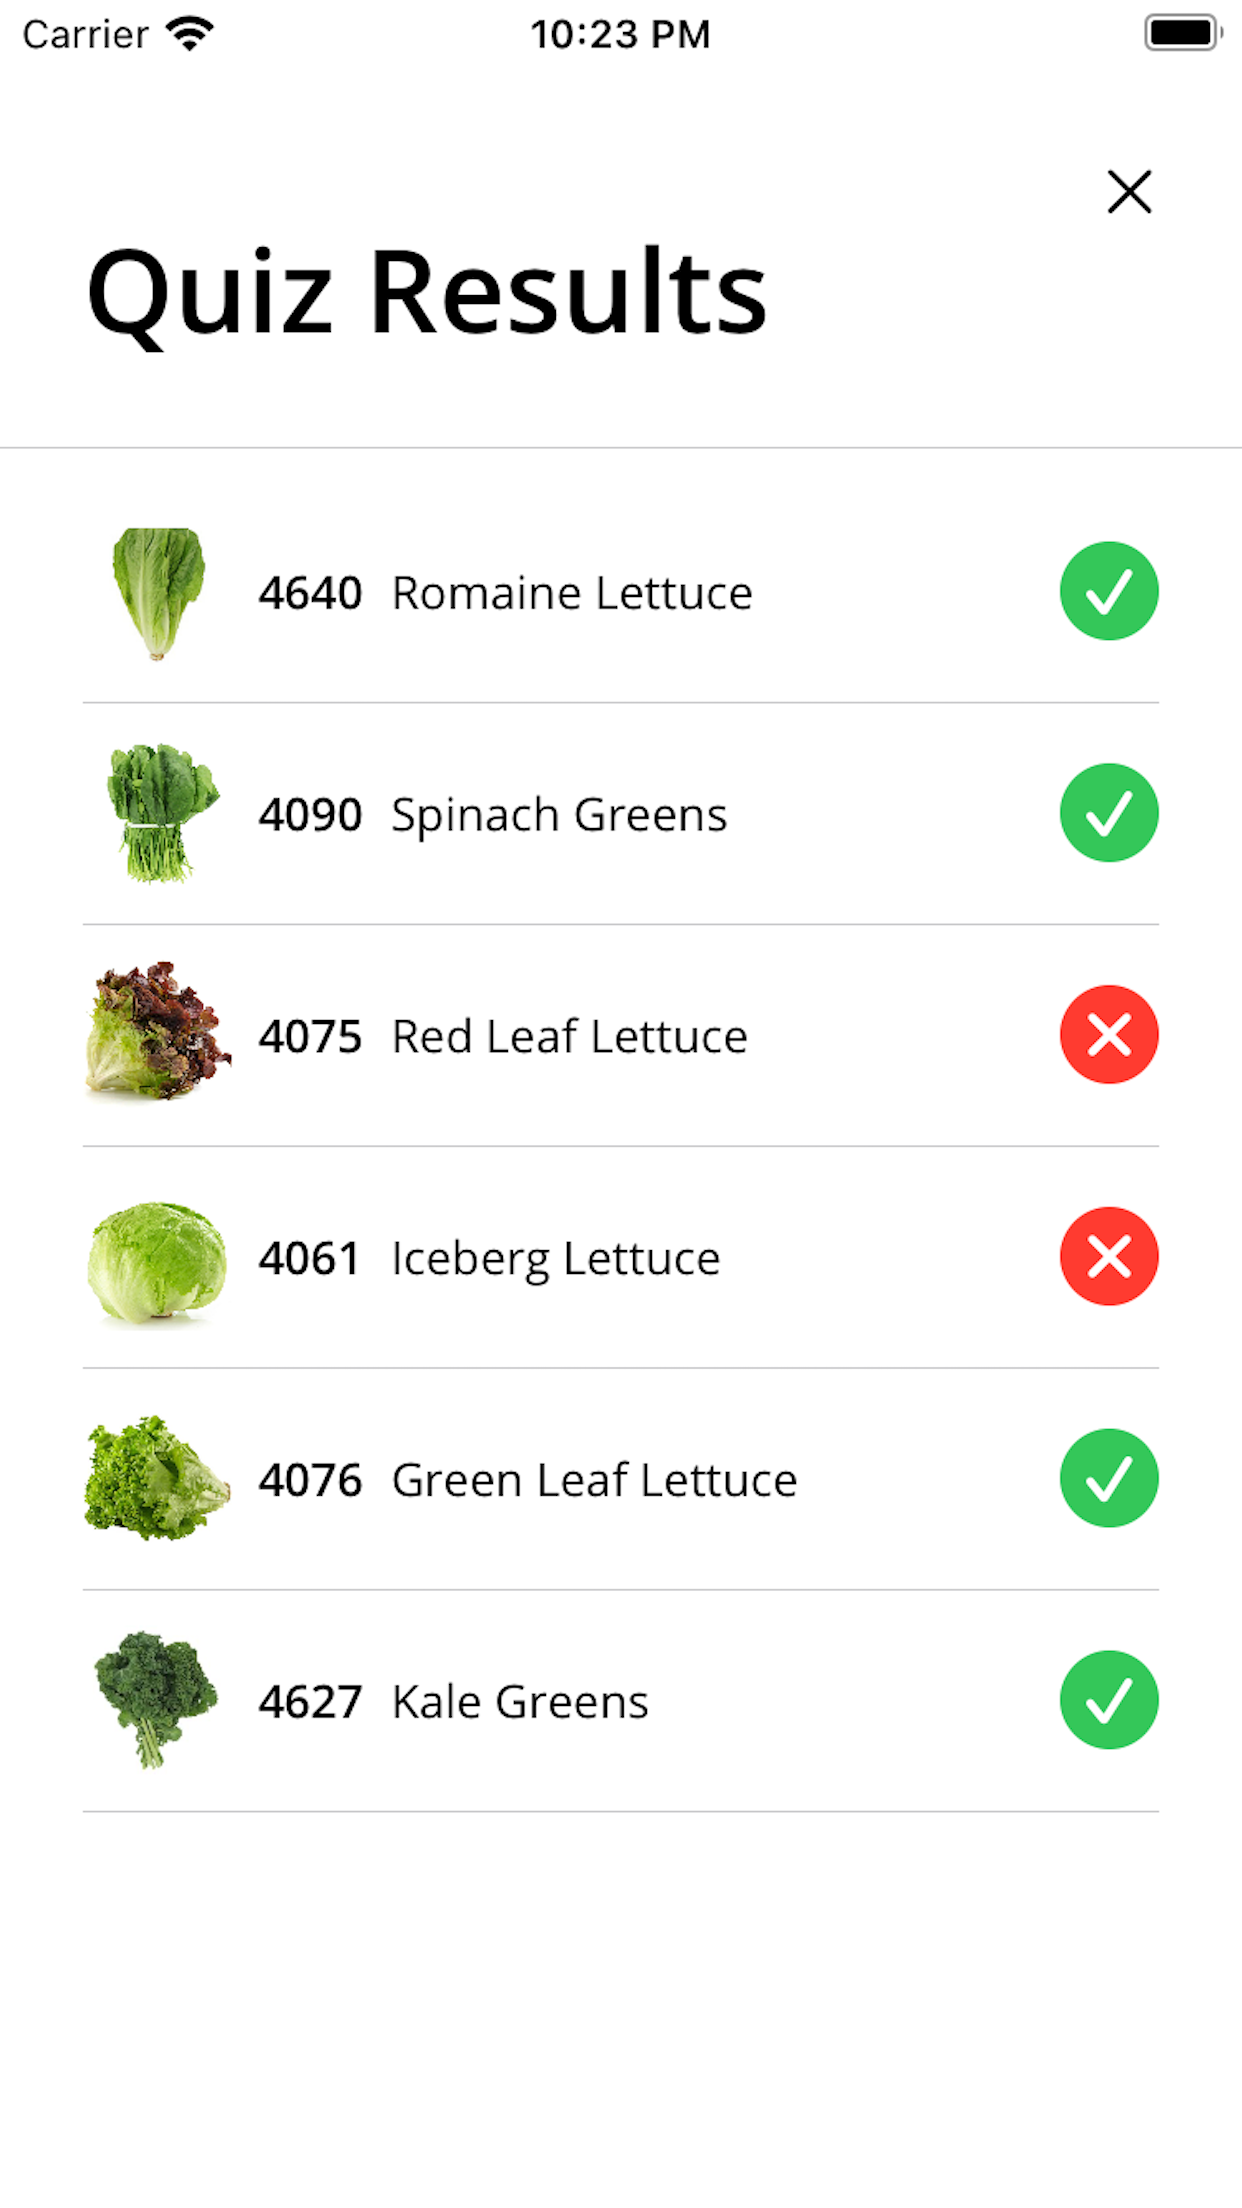 Carrier 10:23 PM
Quiz Results
4640 Romaine Lettuce
4090 Spinach Greens
4075 Red Leaf Lettuce
4061 Iceberg Lettuce
4076 Green Leaf Lettuce
4627 Kale Greens